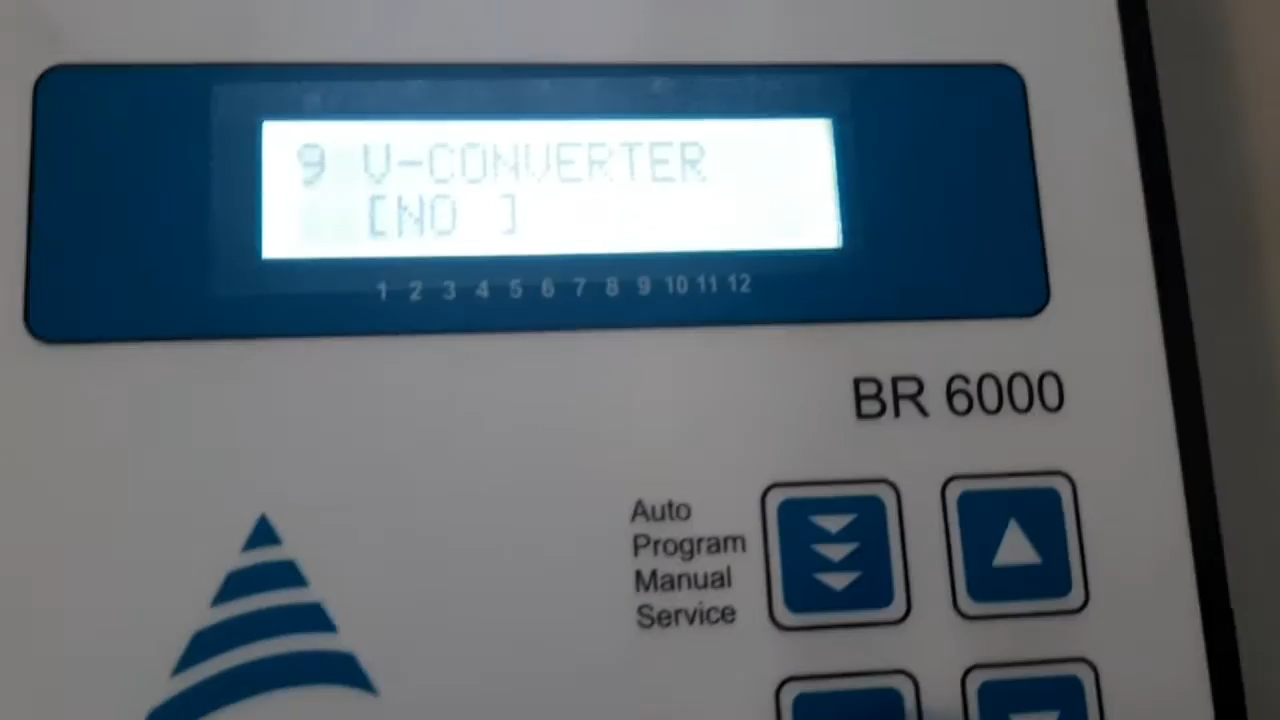 9 V-CONVERTER
[NO ]
1 2 3 4 5 6 7 8 9 10 11 12
BR 6000
Auto
Program
Manual
Service